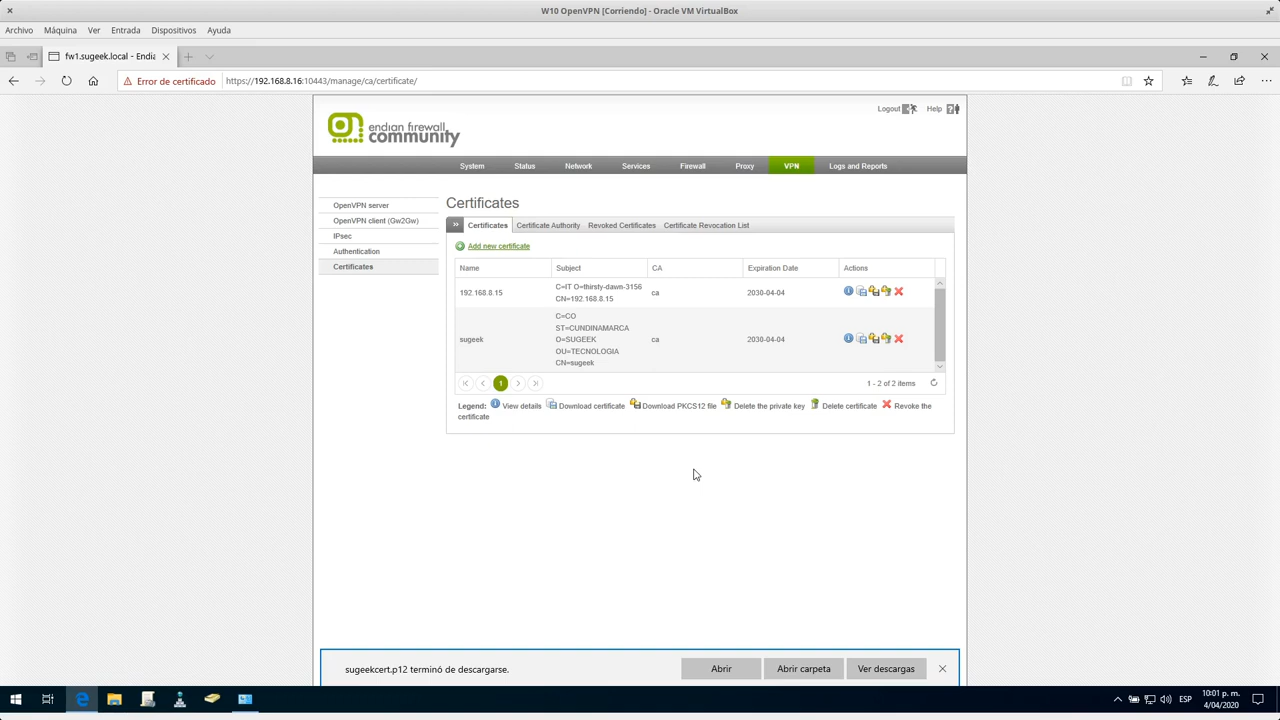 W10 OpenVPN [Corriendo] - Oracle VM VirtualBox
Archivo Máquina Ver Entrada Dispositivos Ayuda
fw1.sugeek.local - Endia
Error de certificado https://192.168.8.16:10443/manage/ca/certificate/
Logout Help
endian firewall
community
System Status Network Services Firewall Proxy VPN Logs and Reports
OpenVPN server
OpenVPN client (Gw2Gw)
IPsec
Authentication
Certificates
Certificates
» Certificates Certificate Authority Revoked Certificates Certificate Revocation List
Add new certificate
Name Subject CA Expiration Date Actions
192.168.8.15 C=IT O=thirsty-dawn-3156 ca 2030-04-04
CN=192.168.8.15
C=CO
ST=CUNDINAMARCA
sugeek O=SUGEEK ca 2030-04-04
OU=TECNOLOGIA
CN=sugeek
1 1 - 2 of 2 items
Legend: View details Download certificate Download PKCS12 file Delete the private key Delete certificate Revoke the
certificate
sugeekcert.p12 terminó de descargarse. Abrir Abrir carpeta Ver descargas
ESP 10:01 p. m.
4/04/2020